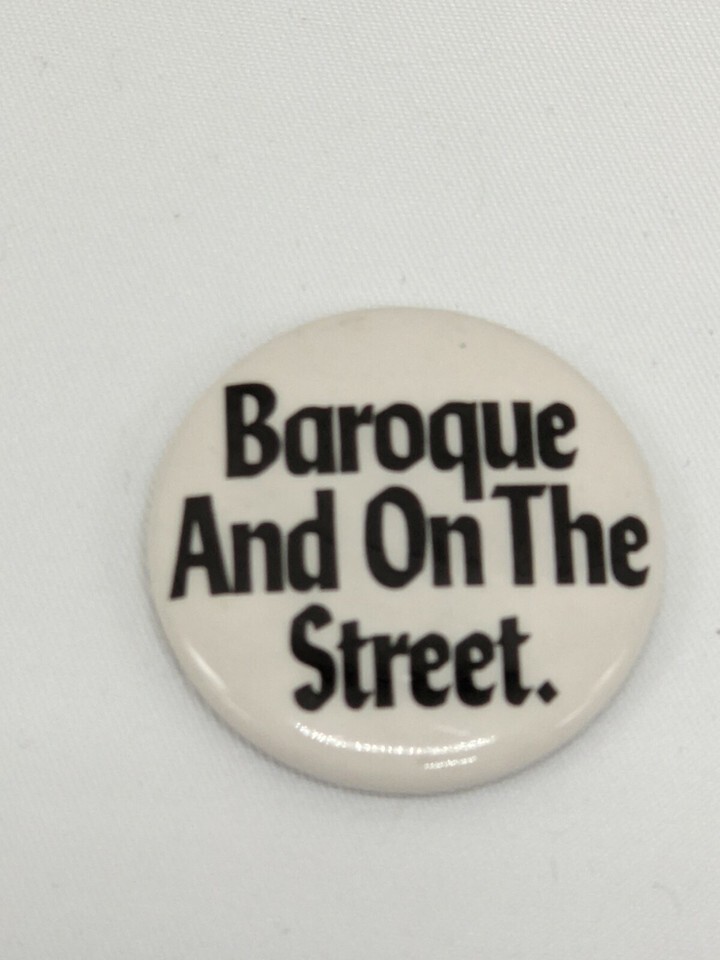 Baroque
And On The
Street.